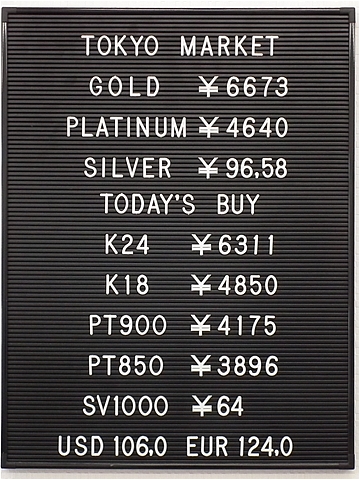 TOKYO MARKET
GOLD ¥6673
PLATINUM ¥4640
SILVER ¥96.58
TODAY'S BUY
K24 ¥6311
K18 ¥4850
PT900 ¥4175
PT850 ¥3896
SV1000 ¥64
USD 106.0 EUR 124.0